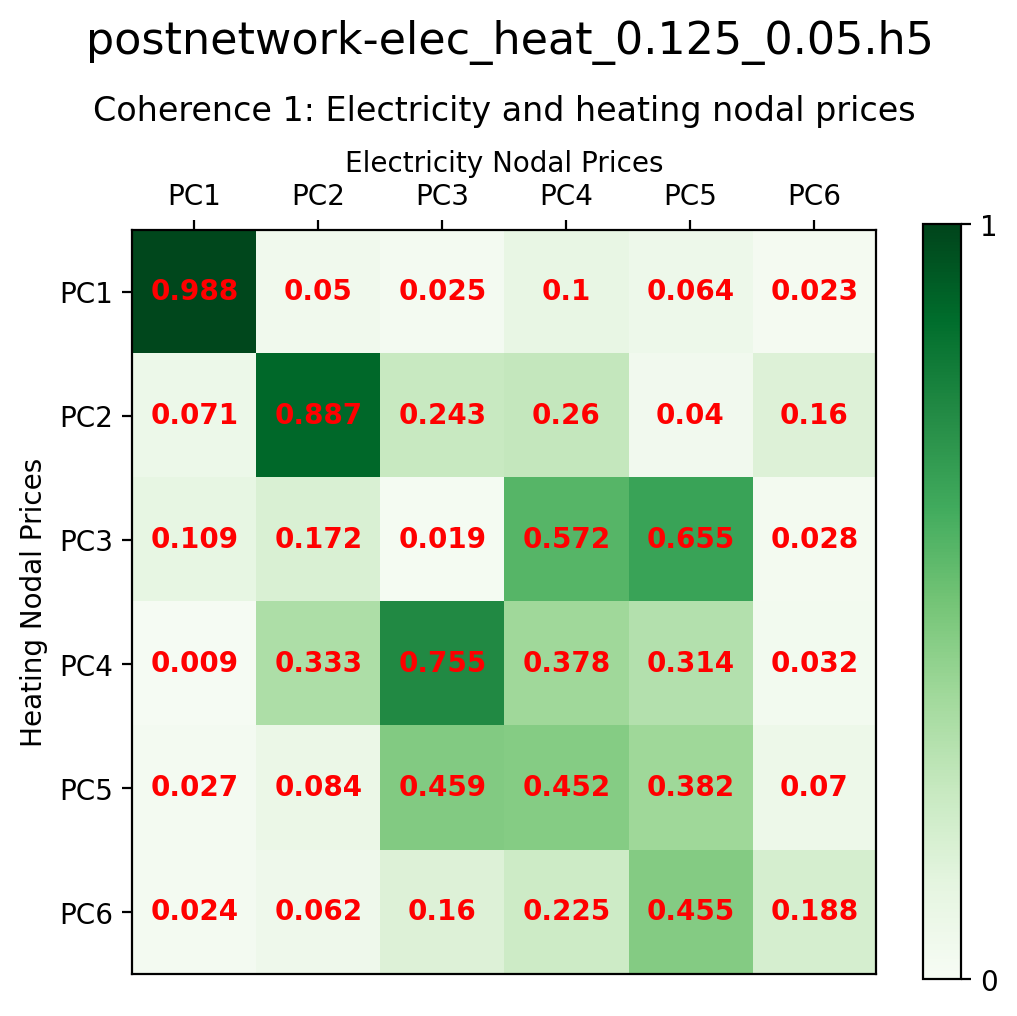 postnetwork-elec_heat_0.125_0.05.h5
Coherence 1: Electricity and heating nodal prices
Electricity Nodal Prices
PC1 PC2 PC3 PC4 PC5 PC6
1
PC1 0.988 0.05 0.025 0.1 0.064 0.023
PC2 0.071 0.887 0.243 0.26 0.04 0.16
PC3 0.109 0.172 0.019 0.572 0.655 0.028
Heating Nodal Prices
PC4 0.009 0.333 0.755 0.378 0.314 0.032
PC5 0.027 0.084 0.459 0.452 0.382 0.07
PC6 0.024 0.062 0.16 0.225 0.455 0.188
0